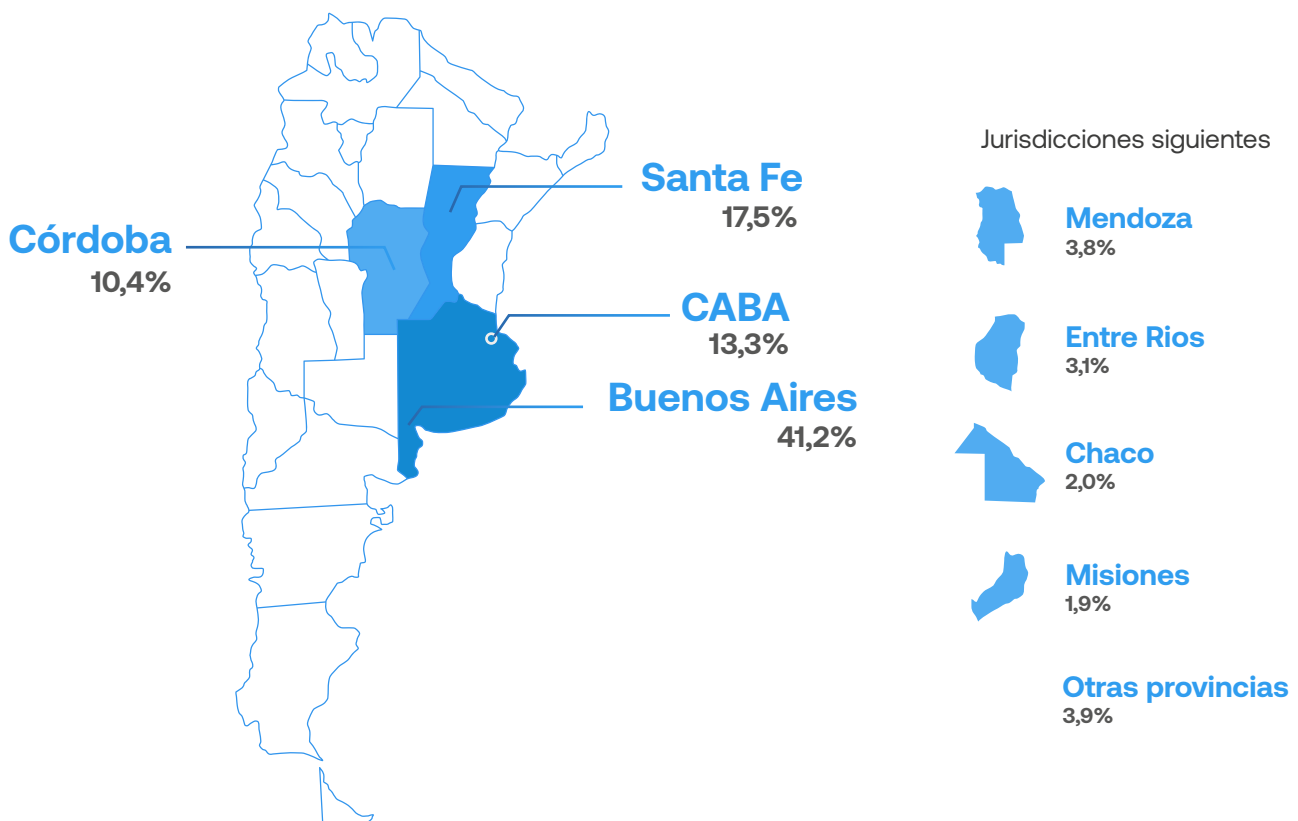 Santa Fe
17,5%
Córdoba
10,4%
CABA
13,3%
Buenos Aires
41,2%
Jurisdicciones siguientes
Mendoza
3,8%
Entre Rios
3,1%
Chaco
2,0%
Misiones
1,9%
Otras provincias
3,9%